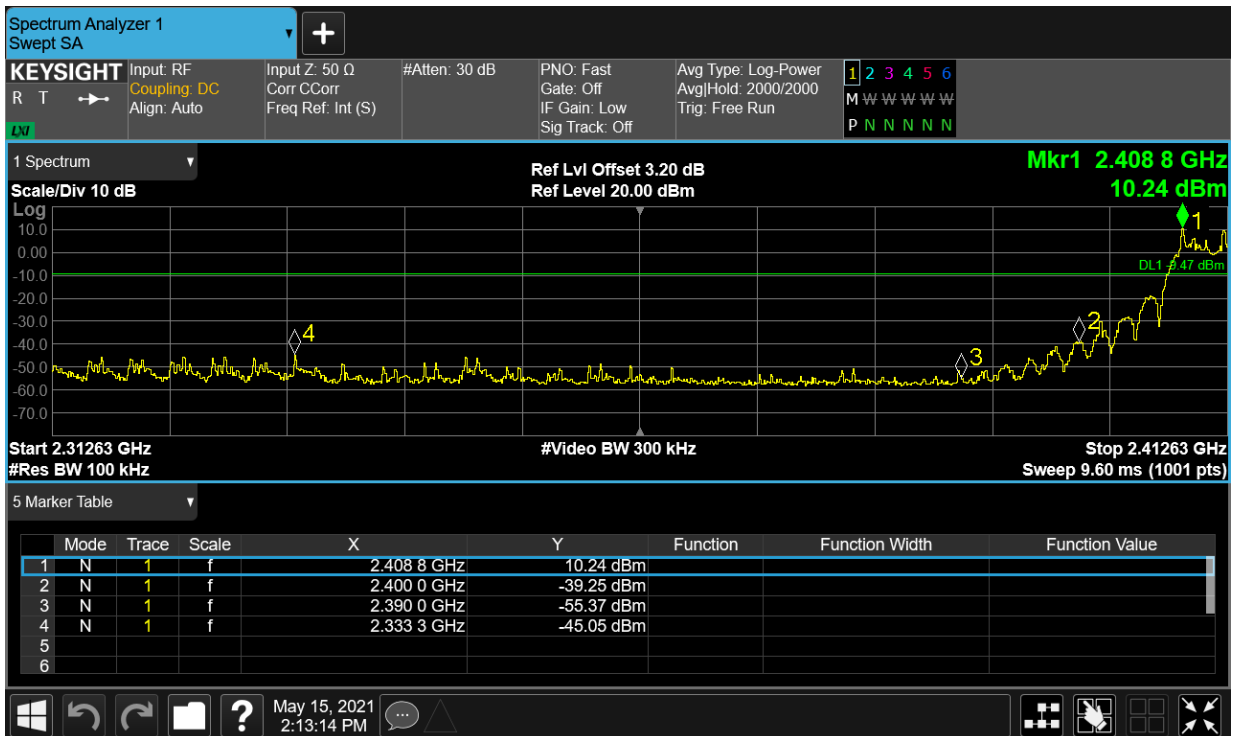 Spectrum Analyzer 1
Swept SA
KEYSIGHT Input: RF Input Z: 50 Ω #Atten: 30 dB PNO: Fast Avg Type: Log-Power 1 2 3 4 5 6
R T Coupling: DC Corr CCorr Gate: Off Avg|Hold: 2000/2000 M W W W W W
Align: Auto Freq Ref: Int (S) IF Gain: Low Trig: Free Run
LXI Sig Track: Off P N N N N N
1 Spectrum Ref Lvl Offset 3.20 dB Mkr1 2.408 8 GHz
Scale/Div 10 dB Ref Level 20.00 dBm 10.24 dBm
Log
1
10.0
0.00
DL1 -9.47 dBm
-10.0
-20.0
-30.0
2
4
-40.0
3
-50.0
-60.0
-70.0
Start 2.31263 GHz #Video BW 300 kHz Stop 2.41263 GHz
#Res BW 100 kHz Sweep 9.60 ms (1001 pts)
5 Marker Table
Mode Trace Scale X Y Function Function Width Function Value
1 N 1 f 2.408 8 GHz 10.24 dBm
2 N 1 f 2.400 0 GHz -39.25 dBm
3 N 1 f 2.390 0 GHz -55.37 dBm
4 N 1 f 2.333 3 GHz -45.05 dBm
5
6
? May 15, 2021
2:13:14 PM